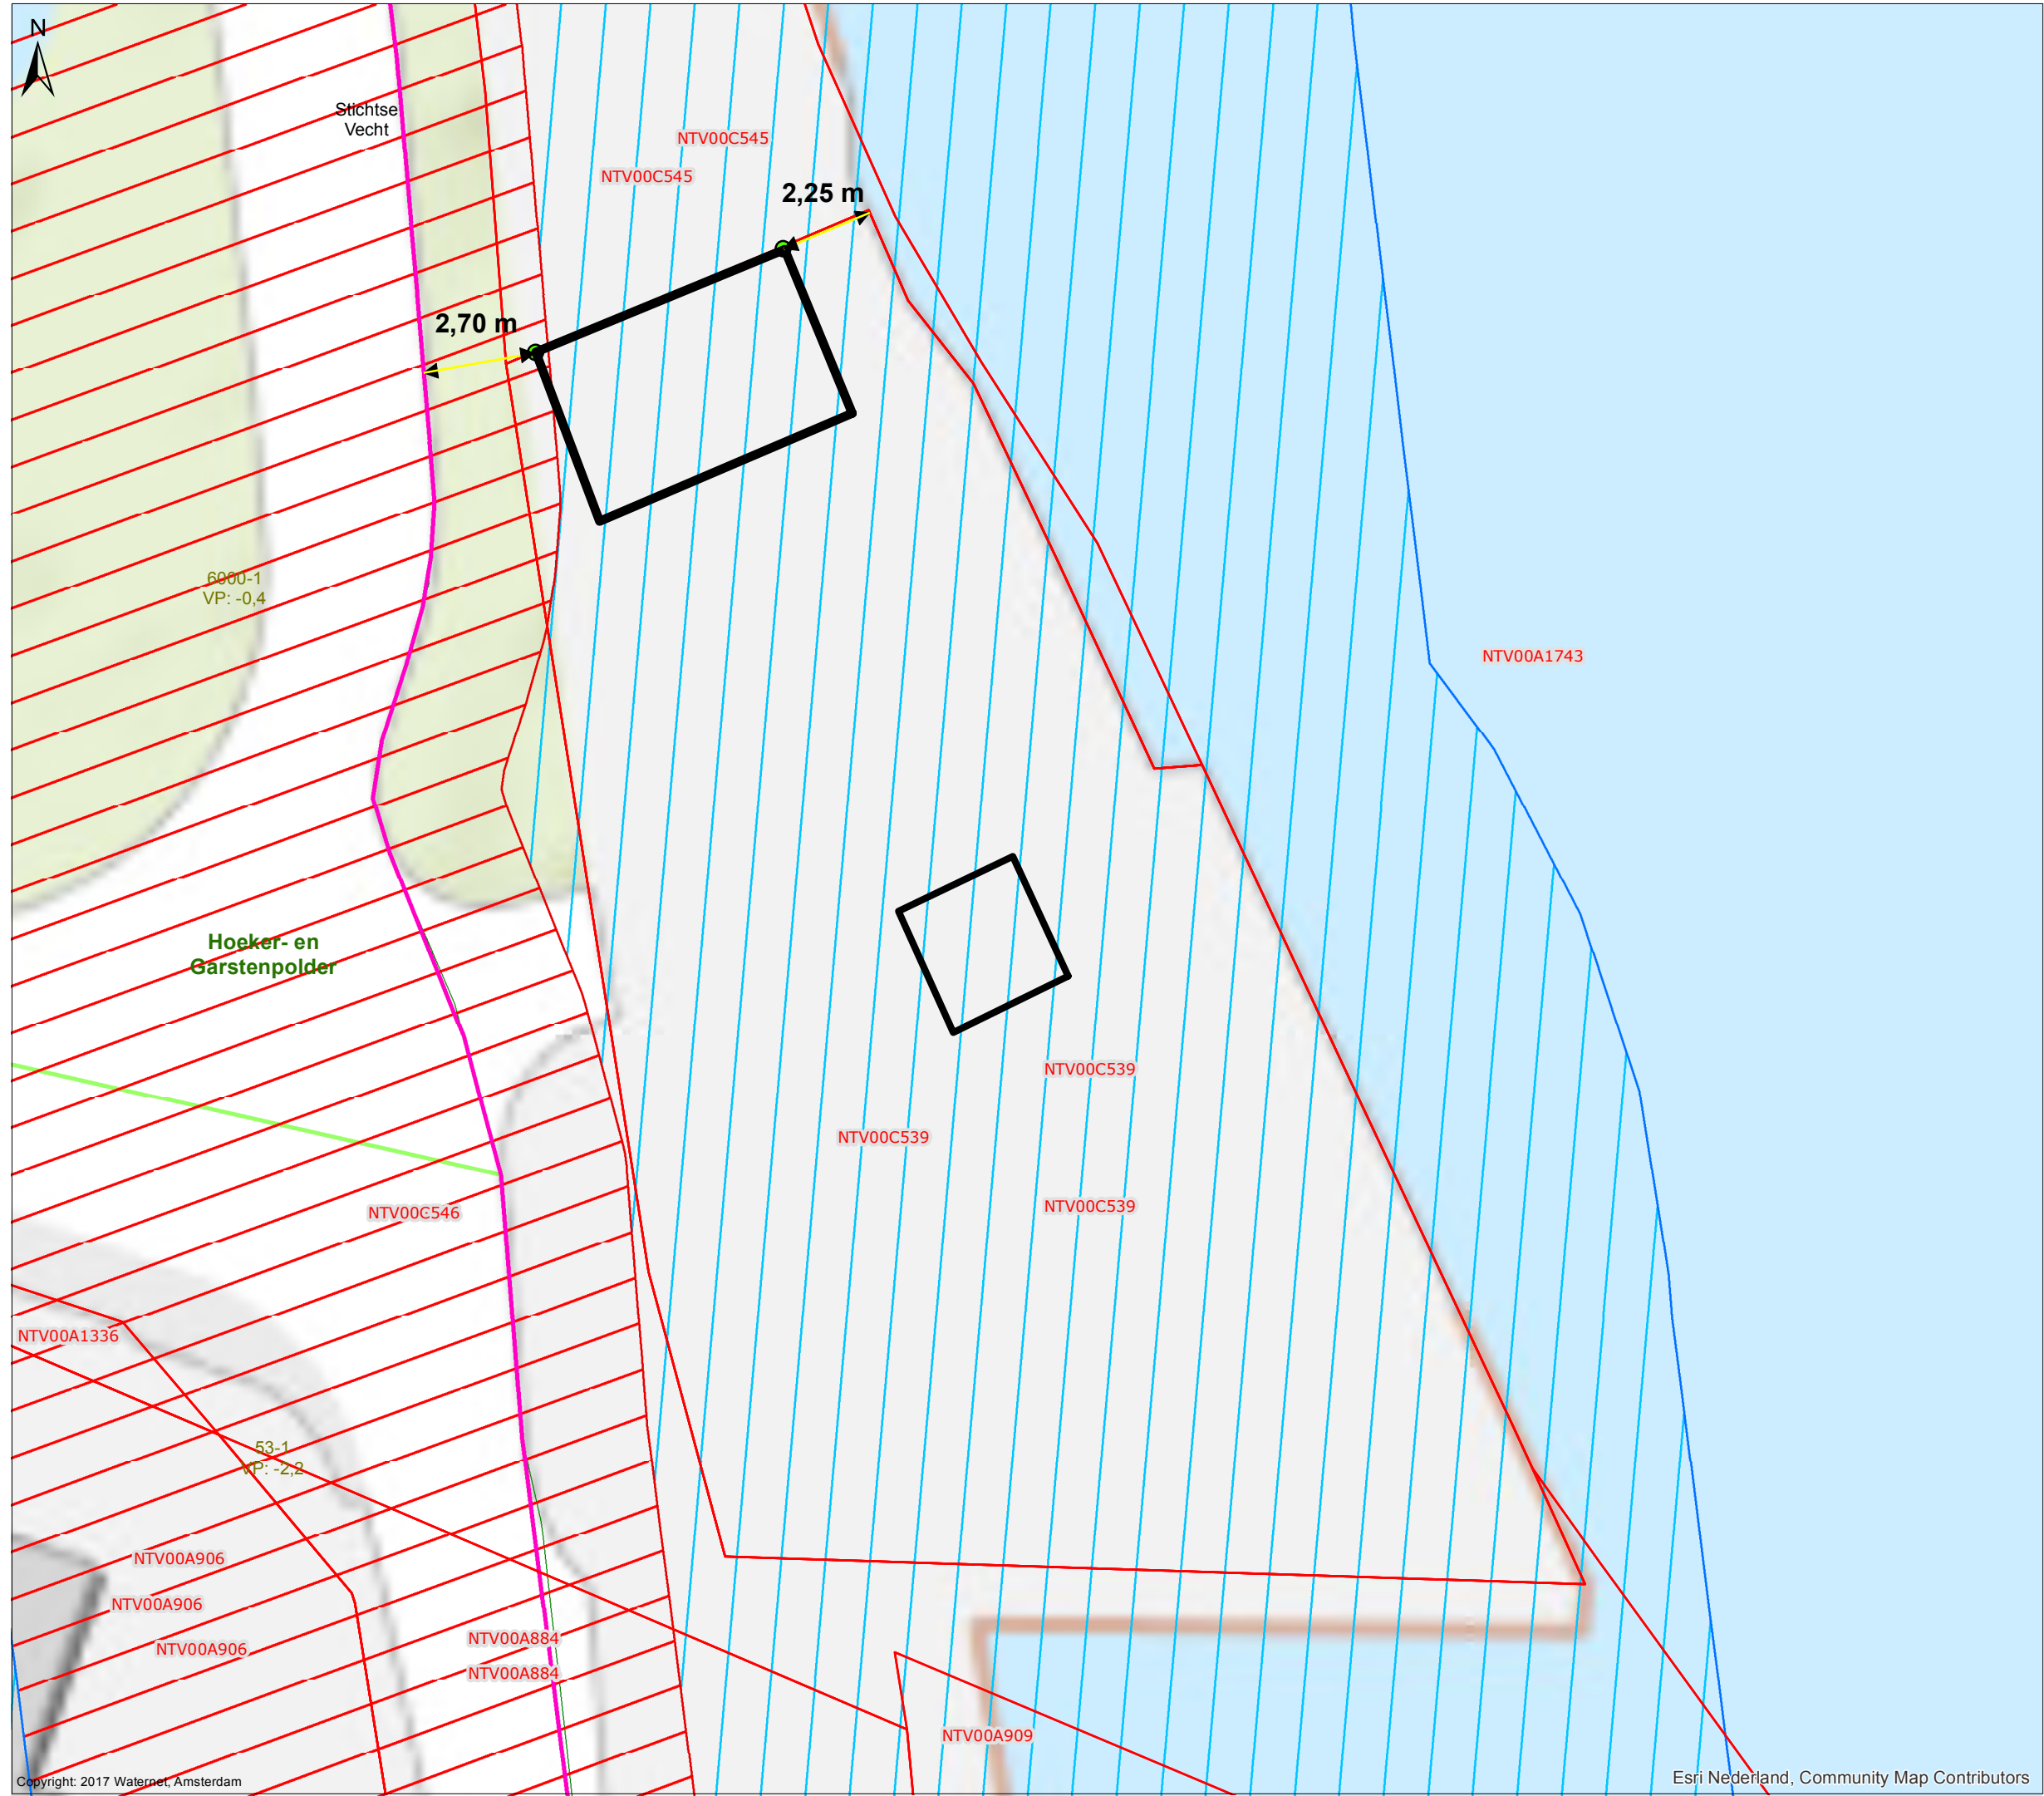 N
Stichtse
Vecht
NTV00C545
NTV00C545
2,25 m
2,70 m
6000-1
VP: -0,4
NTV00A1743
Hoeker- en
Garstenpolder
NTV00C539
NTV00C539
NTV00C539
NTV00C546
NTV00A1336
53-1
VP: -2,2
NTV00A906
NTV00A906
NTV00A906
NTV00A884
NTV00A884
NTV00A909
Copyright: 2017 Waternet, Amsterdam
Esri Nederland, Community Map Contributors